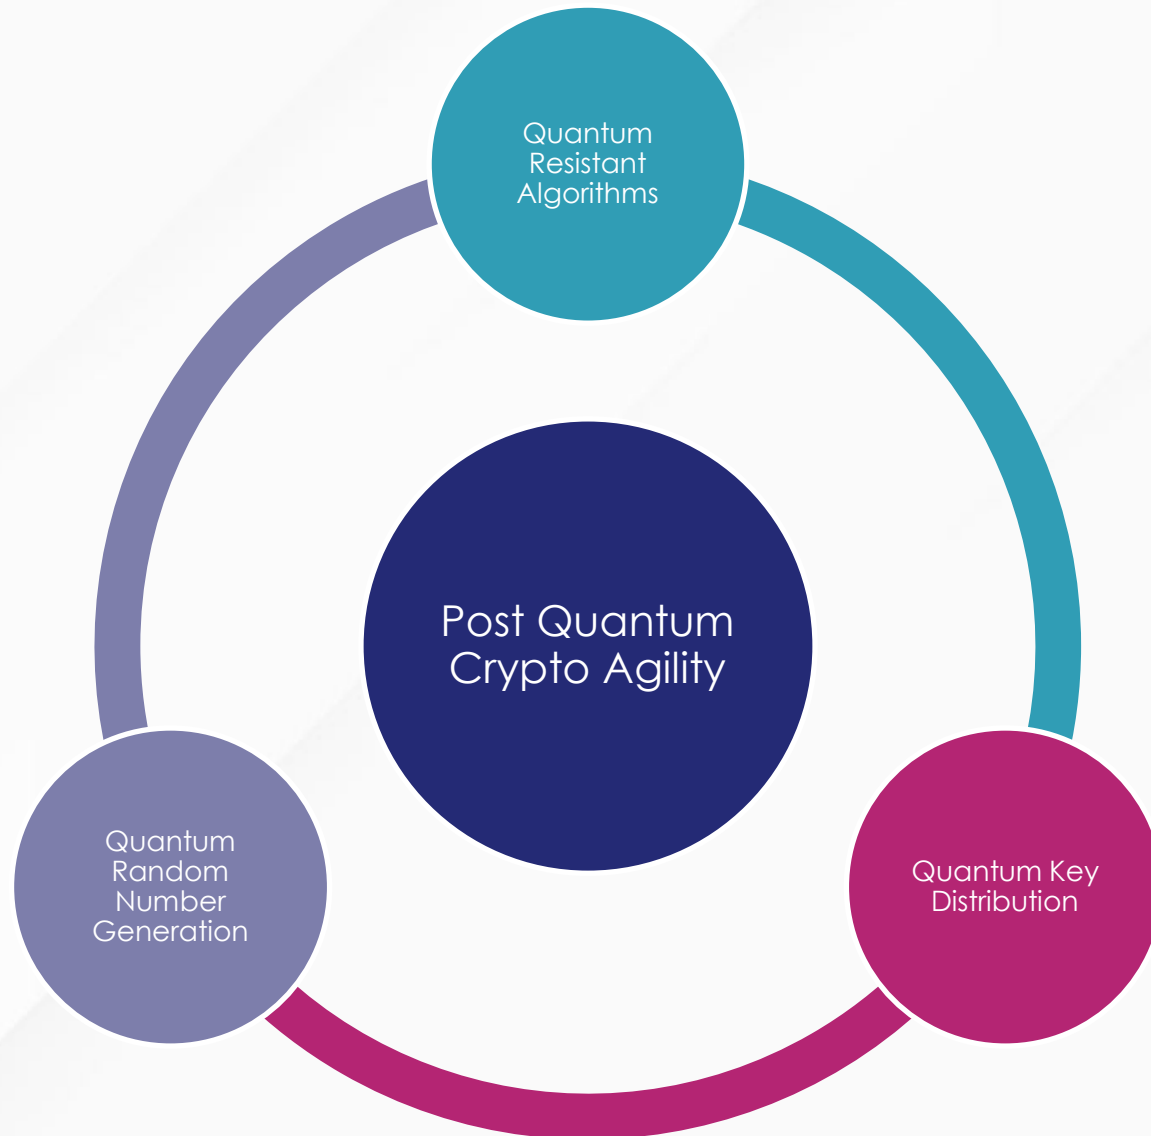 Quantum
Resistant
Algorithms
Post Quantum
Crypto Agility
Quantum
Random
Number
Generation
Quantum Key
Distribution